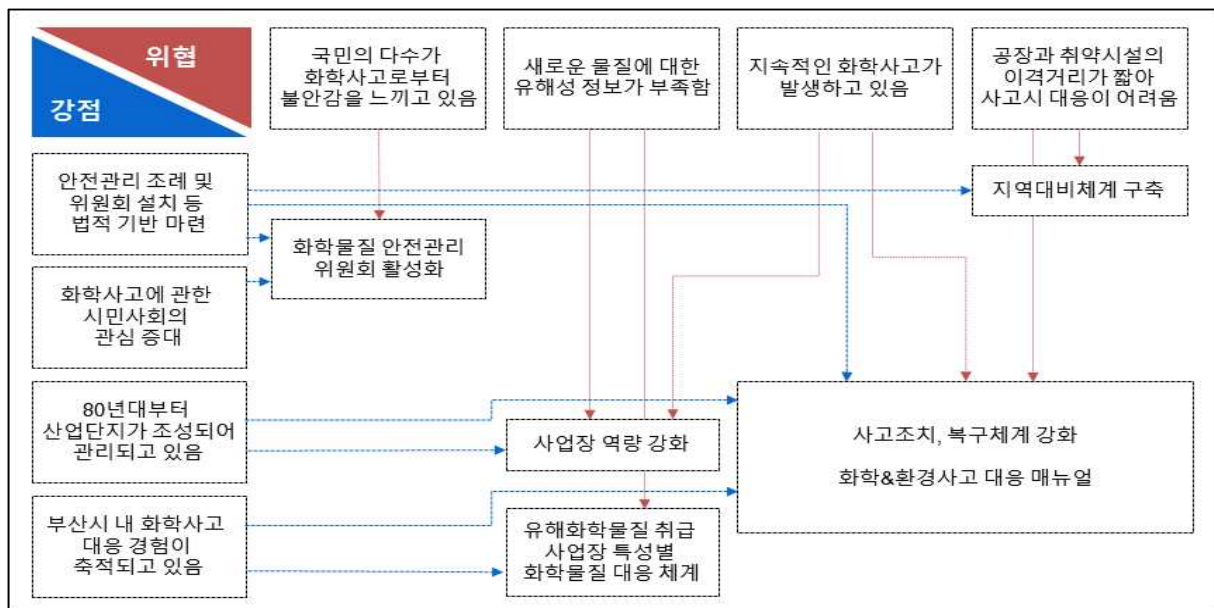 위협
강점
국민의 다수가
화학사고로부터
불안감을 느끼고 있음
새로운 물질에 대한
유해성 정보가 부족함
지속적인 화학사고가
발생하고 있음
공장과 취약시설의
이격거리가 짧아
사고시 대응이 어려움
안전관리 조례 및
위원회 설치 등
법적 기반 마련
지역대비체계 구축
화학물질 안전관리
위원회 활성화
화학사고에 관한
시민사회의
관심 증대
80년대부터
산업단지가 조성되어
관리되고 있음
사업장 역량 강화
사고조치, 복구체계 강화
화학&환경사고 대응 매뉴얼
부산시 내 화학사고
대응 경험이
축적되고 있음
유해화학물질 취급
사업장 특성별
화학물질 대응 체계